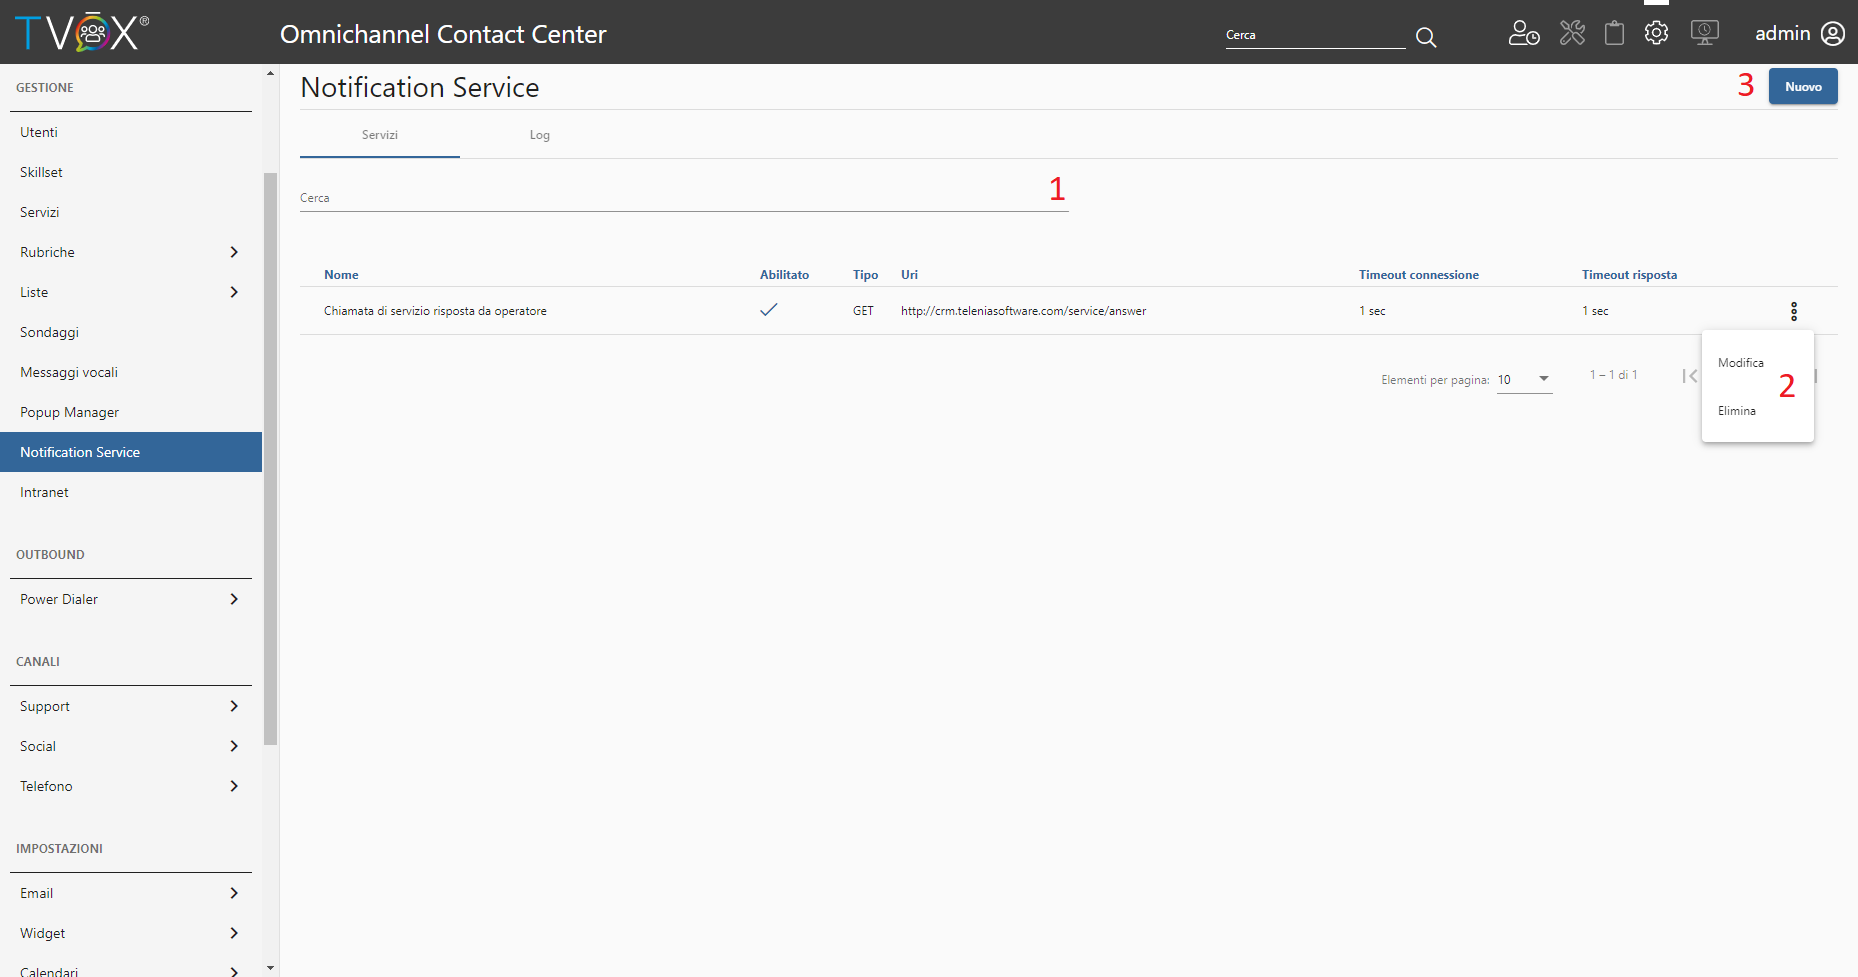 TVOX®
Omnichannel Contact Center
Cerca
admin
GESTIONE
Utenti
Skillset
Servizi
Rubriche
Liste
Sondaggi
Messaggi vocali
Popup Manager
Notification Service
Intranet
OUTBOUND
Power Dialer
CANALI
Support
Social
Telefono
IMPOSTAZIONI
Email
Widget
Calendari
Notification Service
3
Nuovo
Servizi Log
Cerca
1
Nome Abilitato Tipo Uri Timeout connessione Timeout risposta
Chiamata di servizio risposta da operatore GET http://crm.teleniasoftware.com/service/answer 1 sec 1 sec
Elementi per pagina: 10 1 – 1 di 1
Modifica
2
Elimina